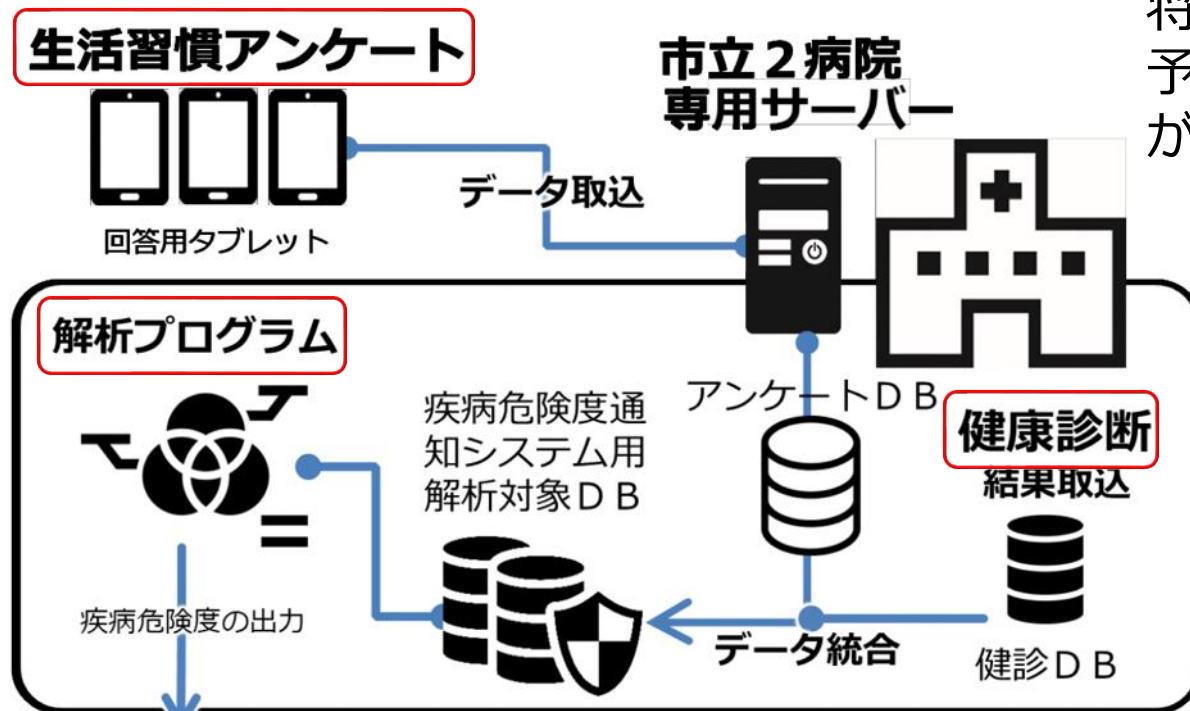 生活習慣アンケート
回答用タブレット
データ取込
市立２病院
専用サーバー
将
予
が
解析プログラム
疾病危険度の出力
疾病危険度通
知システム用
解析対象ＤＢ
アンケートＤＢ
健康診断
結果取込
データ統合
健診ＤＢ